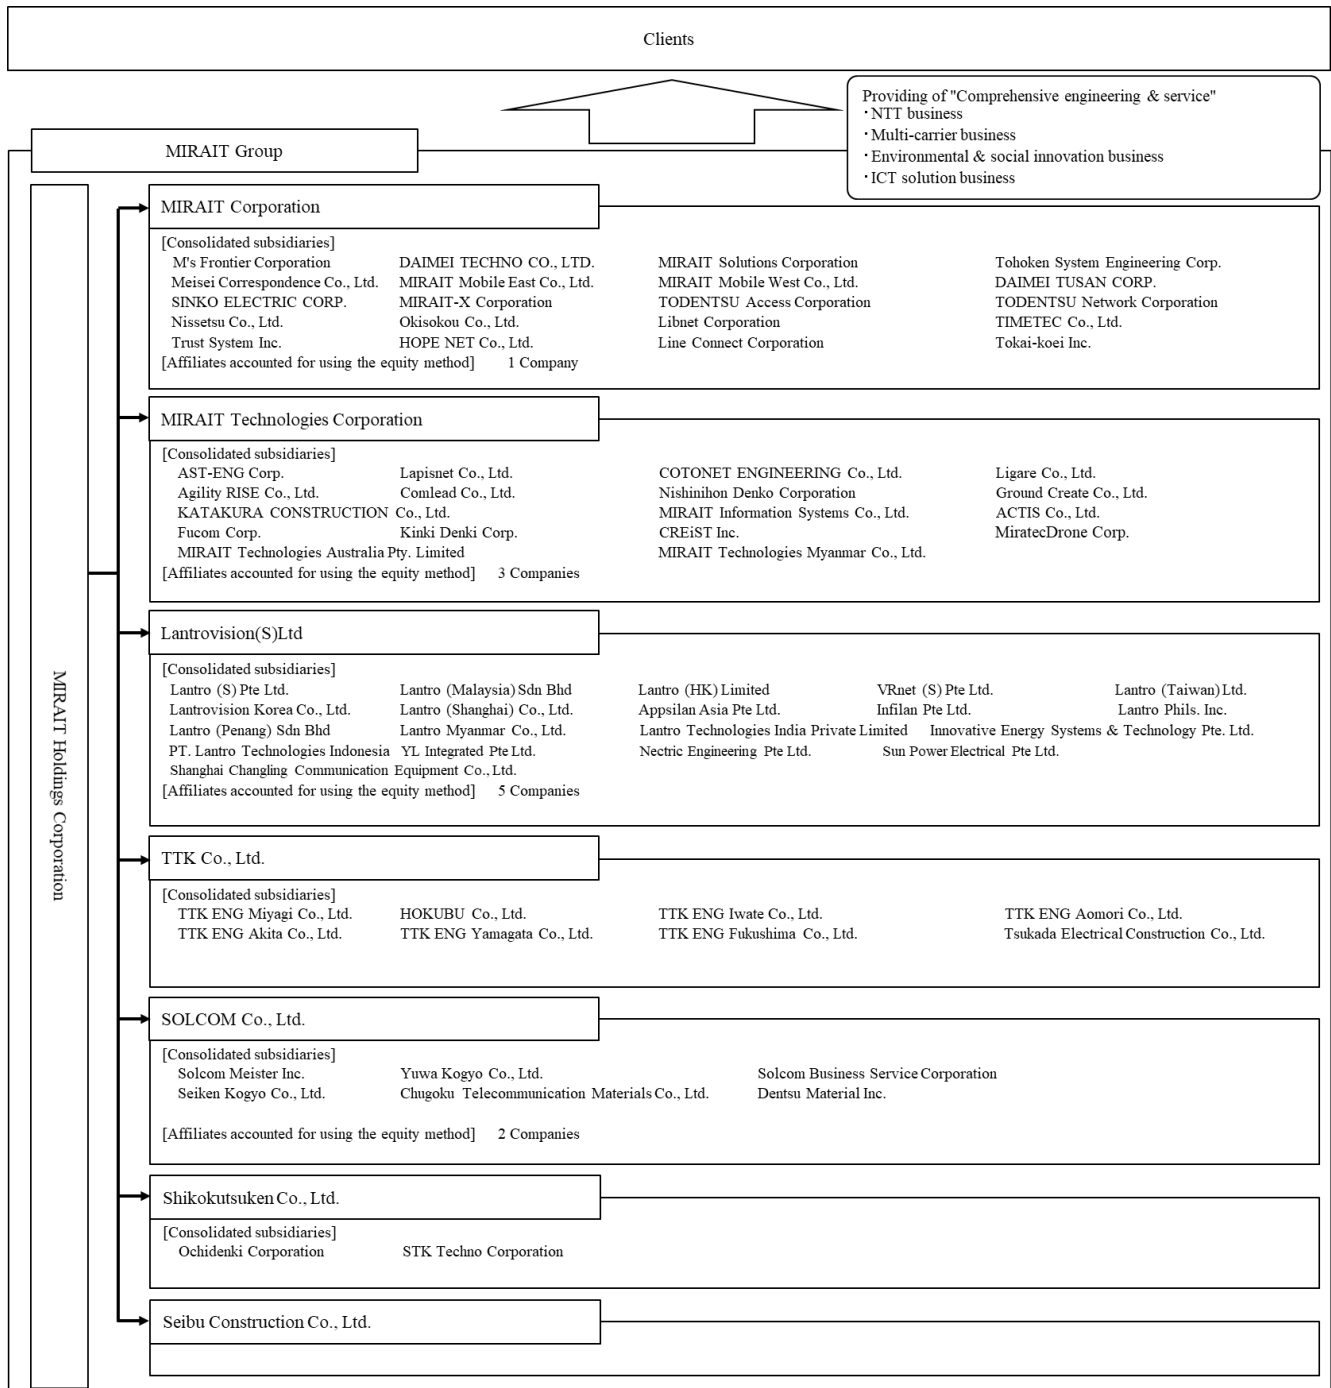 Clients
Providing of "Comprehensive engineering & service"
・NTT business
・Multi-carrier business
・Environmental & social innovation business
・ICT solution business
MIRAIT Group
MIRAIT Holdings Corporation
MIRAIT Corporation
[Consolidated subsidiaries]
M's Frontier Corporation DAIMEI TECHNO CO., LTD. MIRAIT Solutions Corporation Tohoken System Engineering Corp.
Meisei Correspondence Co., Ltd. MIRAIT Mobile East Co., Ltd. MIRAIT Mobile West Co., Ltd. DAIMEI TUSAN CORP.
SINKO ELECTRIC CORP. MIRAIT-X Corporation TODENTSU Access Corporation TODENTSU Network Corporation
Nissetsu Co., Ltd. Okisokou Co., Ltd. Libnet Corporation TIMETEC Co., Ltd.
Trust System Inc. HOPE NET Co., Ltd. Line Connect Corporation Tokai-koei Inc.
[Affiliates accounted for using the equity method] 1 Company
MIRAIT Technologies Corporation
[Consolidated subsidiaries]
AST-ENG Corp. Lapisnet Co., Ltd. COTONET ENGINEERING Co., Ltd. Ligare Co., Ltd.
Agility RISE Co., Ltd. Comlead Co., Ltd. Nishinihon Denko Corporation Ground Create Co., Ltd.
KATAKURA CONSTRUCTION Co., Ltd. MIRAIT Information Systems Co., Ltd. ACTIS Co., Ltd.
Fucom Corp. Kinki Denki Corp. CREiST Inc. MiratecDrone Corp.
MIRAIT Technologies Australia Pty. Limited MIRAIT Technologies Myanmar Co., Ltd.
[Affiliates accounted for using the equity method] 3 Companies
Lantrovision(S)Ltd
[Consolidated subsidiaries]
Lantro (S) Pte Ltd. Lantro (Malaysia) Sdn Bhd Lantro (HK) Limited VRnet (S) Pte Ltd. Lantro (Taiwan) Ltd.
Lantrovision Korea Co., Ltd. Lantro (Shanghai) Co., Ltd. Appsilan Asia Pte Ltd. Infilan Pte Ltd. Lantro Phils. Inc.
Lantro (Penang) Sdn Bhd Lantro Myanmar Co., Ltd. Lantro Technologies India Private Limited Innovative Energy Systems & Technology Pte. Ltd.
PT. Lantro Technologies Indonesia YL Integrated Pte Ltd. Nectric Engineering Pte Ltd. Sun Power Electrical Pte Ltd.
Shanghai Changling Communication Equipment Co., Ltd.
[Affiliates accounted for using the equity method] 5 Companies
TTK Co., Ltd.
[Consolidated subsidiaries]
TTK ENG Miyagi Co., Ltd. HOKUBU Co., Ltd. TTK ENG Iwate Co., Ltd. TTK ENG Aomori Co., Ltd.
TTK ENG Akita Co., Ltd. TTK ENG Yamagata Co., Ltd. TTK ENG Fukushima Co., Ltd. Tsukada Electrical Construction Co., Ltd.
SOLCOM Co., Ltd.
[Consolidated subsidiaries]
Solcom Meister Inc. Yuwa Kogyo Co., Ltd. Solcom Business Service Corporation
Seiken Kogyo Co., Ltd. Chugoku Telecommunication Materials Co., Ltd. Dentsu Material Inc.
[Affiliates accounted for using the equity method] 2 Companies
Shikokutsuken Co., Ltd.
[Consolidated subsidiaries]
Ochidenki Corporation STK Techno Corporation
Seibu Construction Co., Ltd.